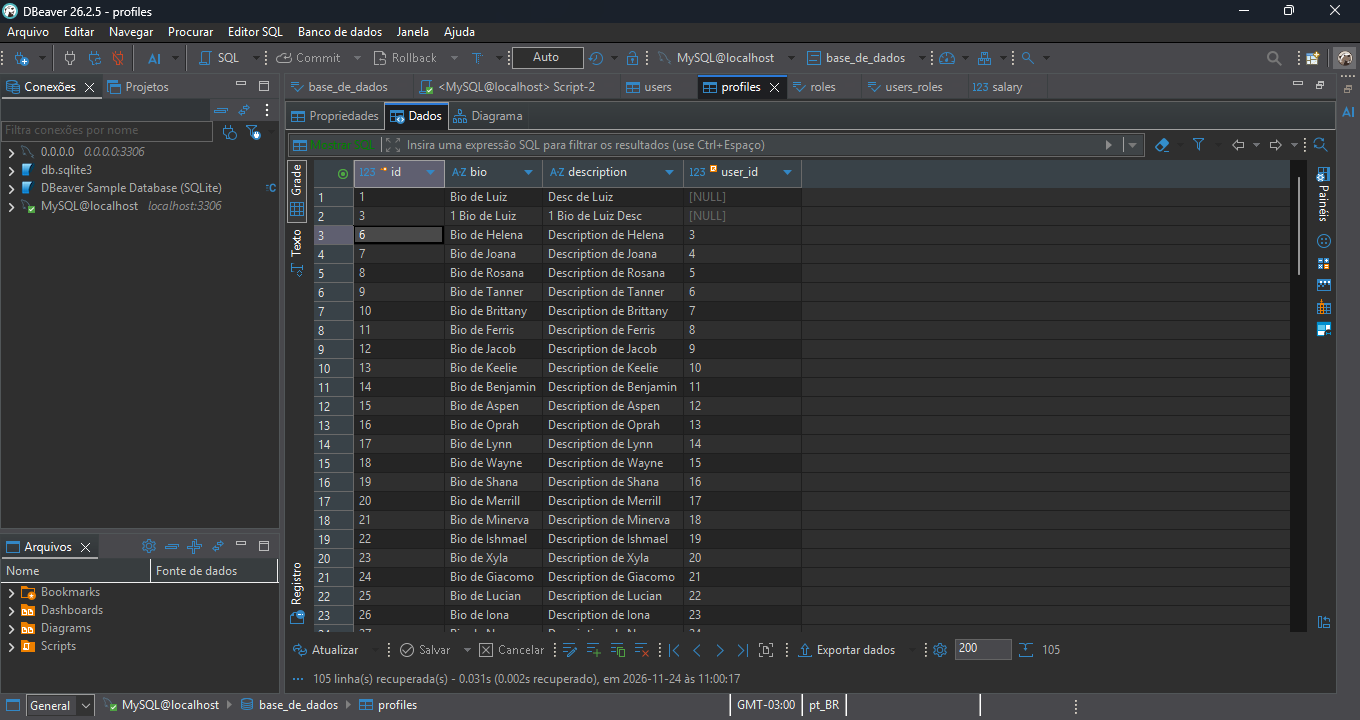 DBeaver 26.2.5 - profiles
Arquivo Editar Navegar Procurar Editor SQL Banco de dados Janela Ajuda
AI SQL Commit Rollback T Auto MySQL@localhost base_de_dados
Conexões Projetos
Filtra conexões por nome
0.0.0.0 0.0.0.0:3306
db.sqlite3
DBeaver Sample Database (SQLite)
MySQL@localhost localhost:3306
Arquivos
Nome Fonte de dados
Bookmarks
Dashboards
Diagrams
Scripts
base_de_dados <MySQL@localhost> Script-2 users profiles roles users_roles 123 salary
Propriedades Dados Diagrama
Mostrar SQL Insira uma expressão SQL para filtrar os resultados (use Ctrl+Espaço)
Grade
Texto
Registro
123 id A-Z bio A-Z description 123 user_id
1 1 Bio de Luiz Desc de Luiz [NULL]
2 3 1 Bio de Luiz 1 Bio de Luiz Desc [NULL]
3 6 Bio de Helena Description de Helena 3
4 7 Bio de Joana Description de Joana 4
5 8 Bio de Rosana Description de Rosana 5
6 9 Bio de Tanner Description de Tanner 6
7 10 Bio de Brittany Description de Brittany 7
8 11 Bio de Ferris Description de Ferris 8
9 12 Bio de Jacob Description de Jacob 9
10 13 Bio de Keelie Description de Keelie 10
11 14 Bio de Benjamin Description de Benjamin 11
12 15 Bio de Aspen Description de Aspen 12
13 16 Bio de Oprah Description de Oprah 13
14 17 Bio de Lynn Description de Lynn 14
15 18 Bio de Wayne Description de Wayne 15
16 19 Bio de Shana Description de Shana 16
17 20 Bio de Merrill Description de Merrill 17
18 21 Bio de Minerva Description de Minerva 18
19 22 Bio de Ishmael Description de Ishmael 19
20 23 Bio de Xyla Description de Xyla 20
21 24 Bio de Giacomo Description de Giacomo 21
22 25 Bio de Lucian Description de Lucian 22
23 26 Bio de Iona Description de Iona 23
Painéis
AI
Atualizar Salvar Cancelar Exportar dados 200 105
105 linha(s) recuperada(s) - 0.031s (0.002s recuperado), em 2026-11-24 às 11:00:17
General MySQL@localhost base_de_dados profiles GMT-03:00 pt_BR